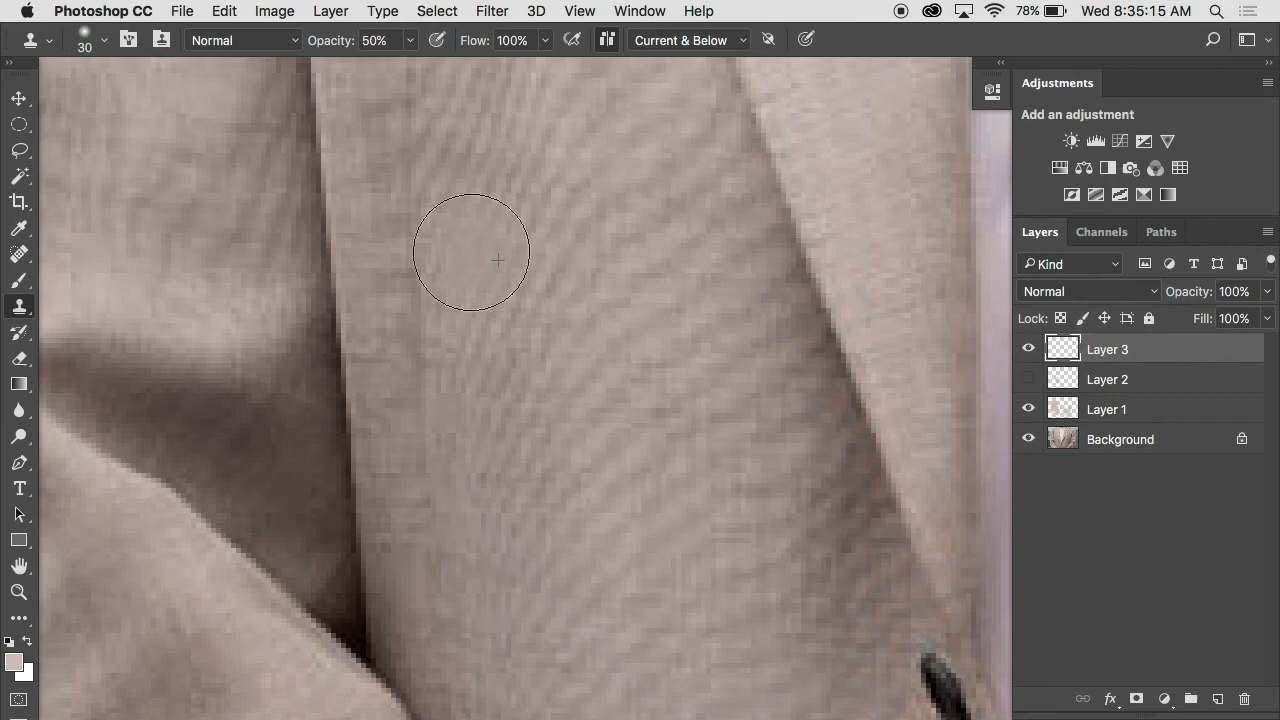 Photoshop CC File Edit Image Layer Type Select Filter 3D View Window Help 78% Wed 8:35:15 AM
30 Normal Opacity: 50% Flow: 100% Current & Below
Adjustments
Add an adjustment
Layers Channels Paths
Kind
Normal Opacity: 100%
Lock: Fill: 100%
Layer 3
Layer 2
Layer 1
Background